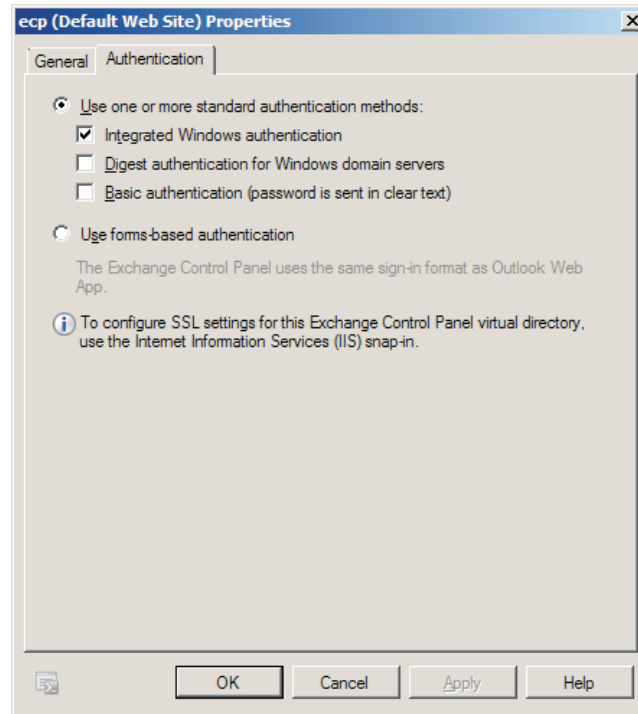 ecp (Default Web Site) Properties
General
Authentication
Use one or more standard authentication methods:
Integrated Windows authentication
Digest authentication for Windows domain servers
Basic authentication (password is sent in clear text)
Use forms-based authentication
The Exchange Control Panel uses the same sign-in format as Outlook Web
App.
To configure SSL settings for this Exchange Control Panel virtual directory,
use the Internet Information Services (IIS) snap-in.
OK
Cancel
Apply
Help